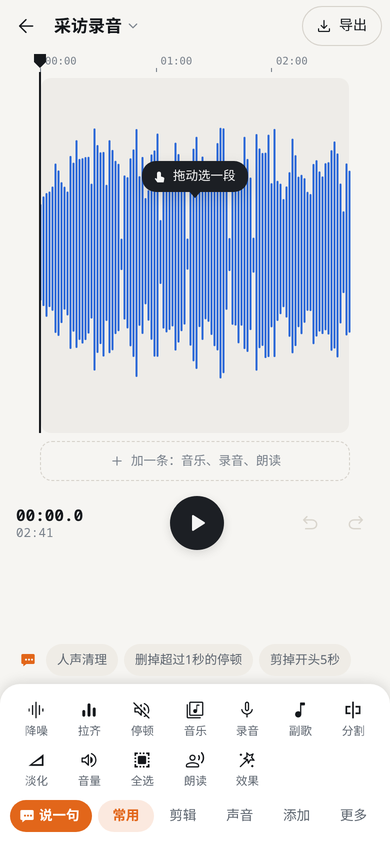 采访录音
导出
00:00
01:00
02:00
拖动选一段
加一条：音乐、录音、朗读
00:00.0
02:41
人声清理
删掉超过1秒的停顿
剪掉开头5秒
降噪
拉齐
停顿
音乐
录音
副歌
分割
淡化
音量
全选
朗读
效果
说一句
常用
剪辑
声音
添加
更多